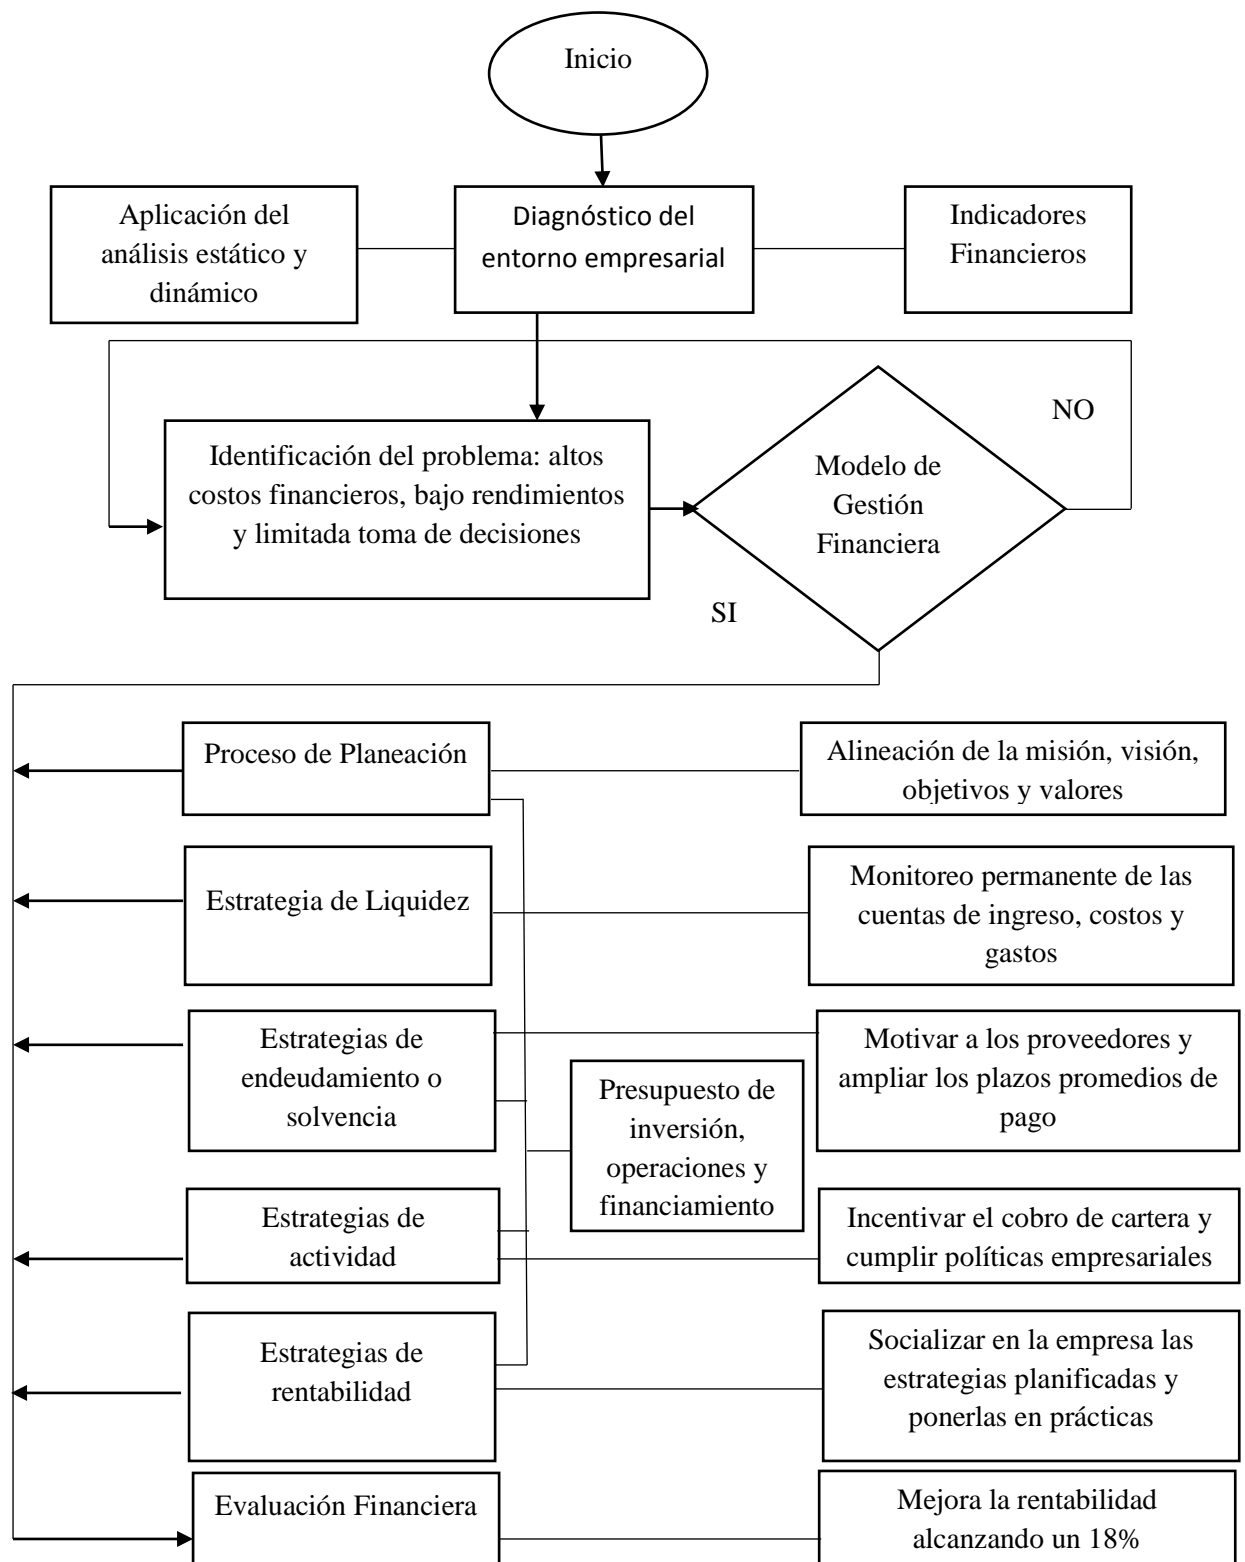 Inicio
Aplicación del
análisis estático y
dinámico
Diagnóstico del
entorno empresarial
Indicadores
Financieros
NO
Identificación del problema: altos
costos financieros, bajo rendimientos
y limitada toma de decisiones
Modelo de
Gestión
Financiera
SI
Proceso de Planeación
Alineación de la misión, visión,
objetivos y valores
Estrategia de Liquidez
Monitoreo permanente de las
cuentas de ingreso, costos y
gastos
Estrategias de
endeudamiento o
solvencia
Presupuesto de
inversión,
operaciones y
financiamiento
Motivar a los proveedores y
ampliar los plazos promedios de
pago
Estrategias de
actividad
Incentivar el cobro de cartera y
cumplir políticas empresariales
Estrategias de
rentabilidad
Socializar en la empresa las
estrategias planificadas y
ponerlas en prácticas
Evaluación Financiera
Mejora la rentabilidad
alcanzando un 18%